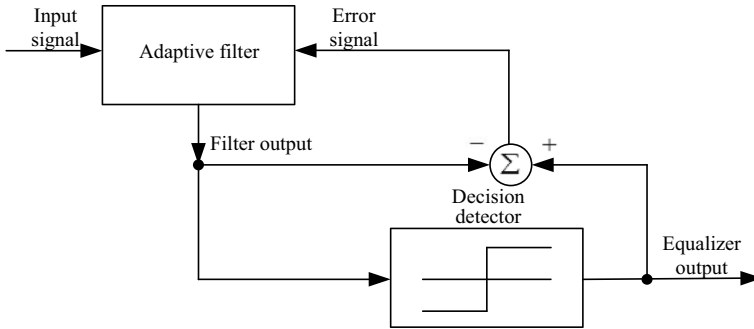 Input
signal
Adaptive filter
Error
signal
Filter output
− Σ +
Decision
detector
Equalizer
output